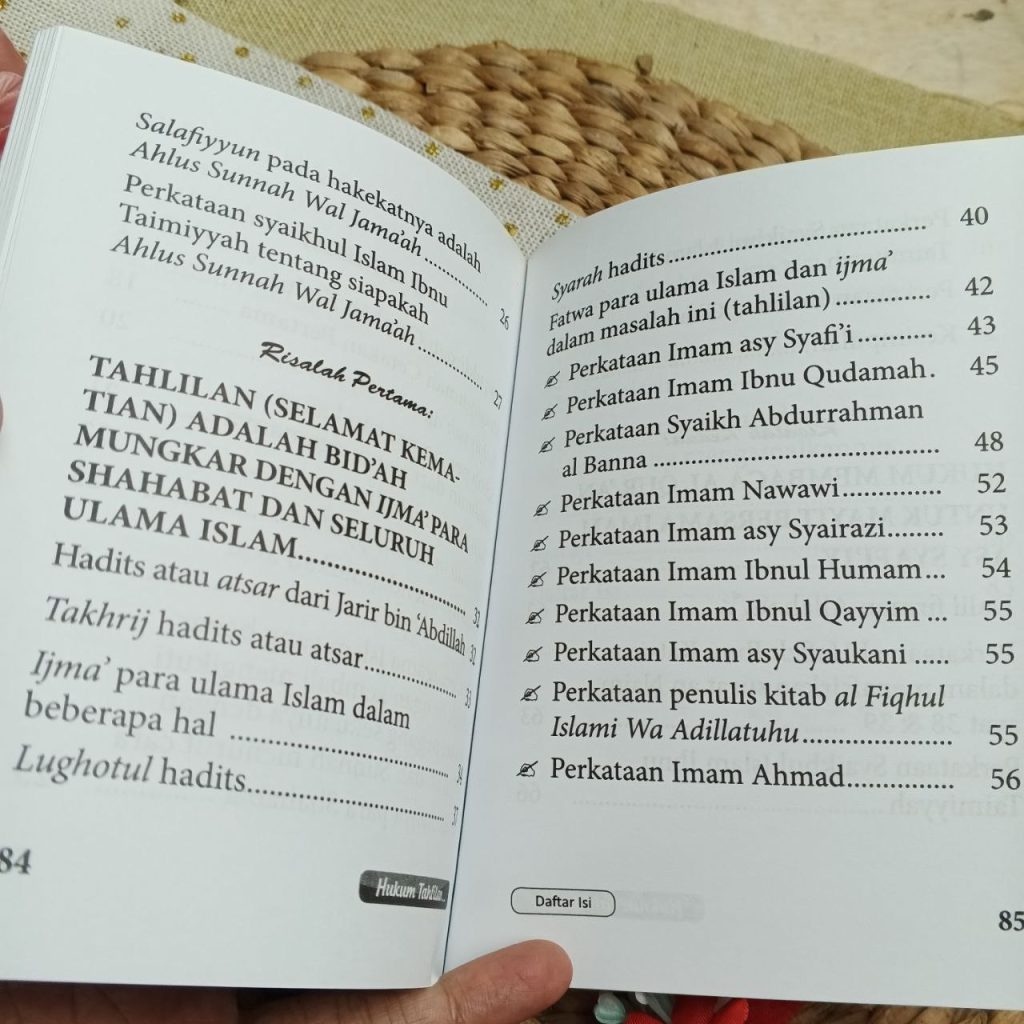 Salafiyyun pada hakekatnya adalah
Ahlus Sunnah Wal Jama'ah ............ 26
Perkataan syaikhul Islam Ibnu
Taimiyyah tentang siapakah
Ahlus Sunnah Wal Jama'ah ............ 27
Risalah Pertama:
TAHLILAN (SELAMAT KEMA-
TIAN) ADALAH BID'AH
MUNGKAR DENGAN IJMA' PARA
SHAHABAT DAN SELURUH
ULAMA ISLAM........................ 32
Hadits atau atsar dari Jarir bin 'Abdillah 32
Takhrij hadits atau atsar............... 33
Ijma' para ulama Islam dalam
beberapa hal ........................... 34
Lughotul hadits........................... 37
84
Hukum Tahlilan...
Syarah hadits ................................ 40
Fatwa para ulama Islam dan ijma'
dalam masalah ini (tahlilan) ............ 42
Perkataan Imam asy Syafi'i ........... 43
Perkataan Imam Ibnu Qudamah. 45
Perkataan Syaikh Abdurrahman
al Banna ..................................... 48
Perkataan Imam Nawawi............. 52
Perkataan Imam asy Syairazi........ 53
Perkataan Imam Ibnul Humam... 54
Perkataan Imam Ibnul Qayyim ... 55
Perkataan Imam asy Syaukani ..... 55
Perkataan penulis kitab al Fiqhul
Islami Wa Adillatuhu.................... 55
Perkataan Imam Ahmad.............. 56
Daftar Isi
85